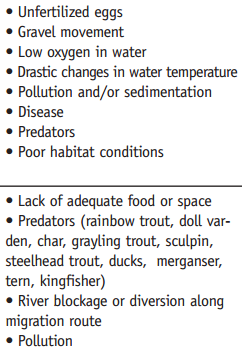 • Unfertilized eggs
• Gravel movement
• Low oxygen in water
• Drastic changes in water temperature
• Pollution and/or sedimentation
• Disease
• Predators
• Poor habitat conditions
• Lack of adequate food or space
• Predators (rainbow trout, doll var-
den, char, grayling trout, sculpin,
steelhead trout, ducks, merganser,
tern, kingfisher)
• River blockage or diversion along
migration route
• Pollution